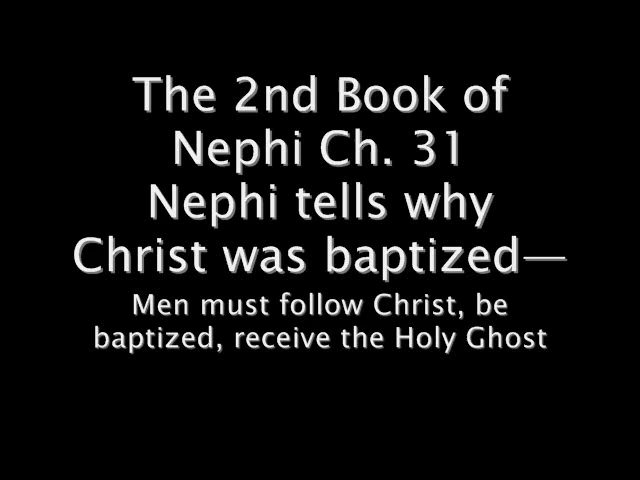 The 2nd Book of
Nephi Ch. 31
Nephi tells why
Christ was baptized—
Men must follow Christ, be
baptized, receive the Holy Ghost